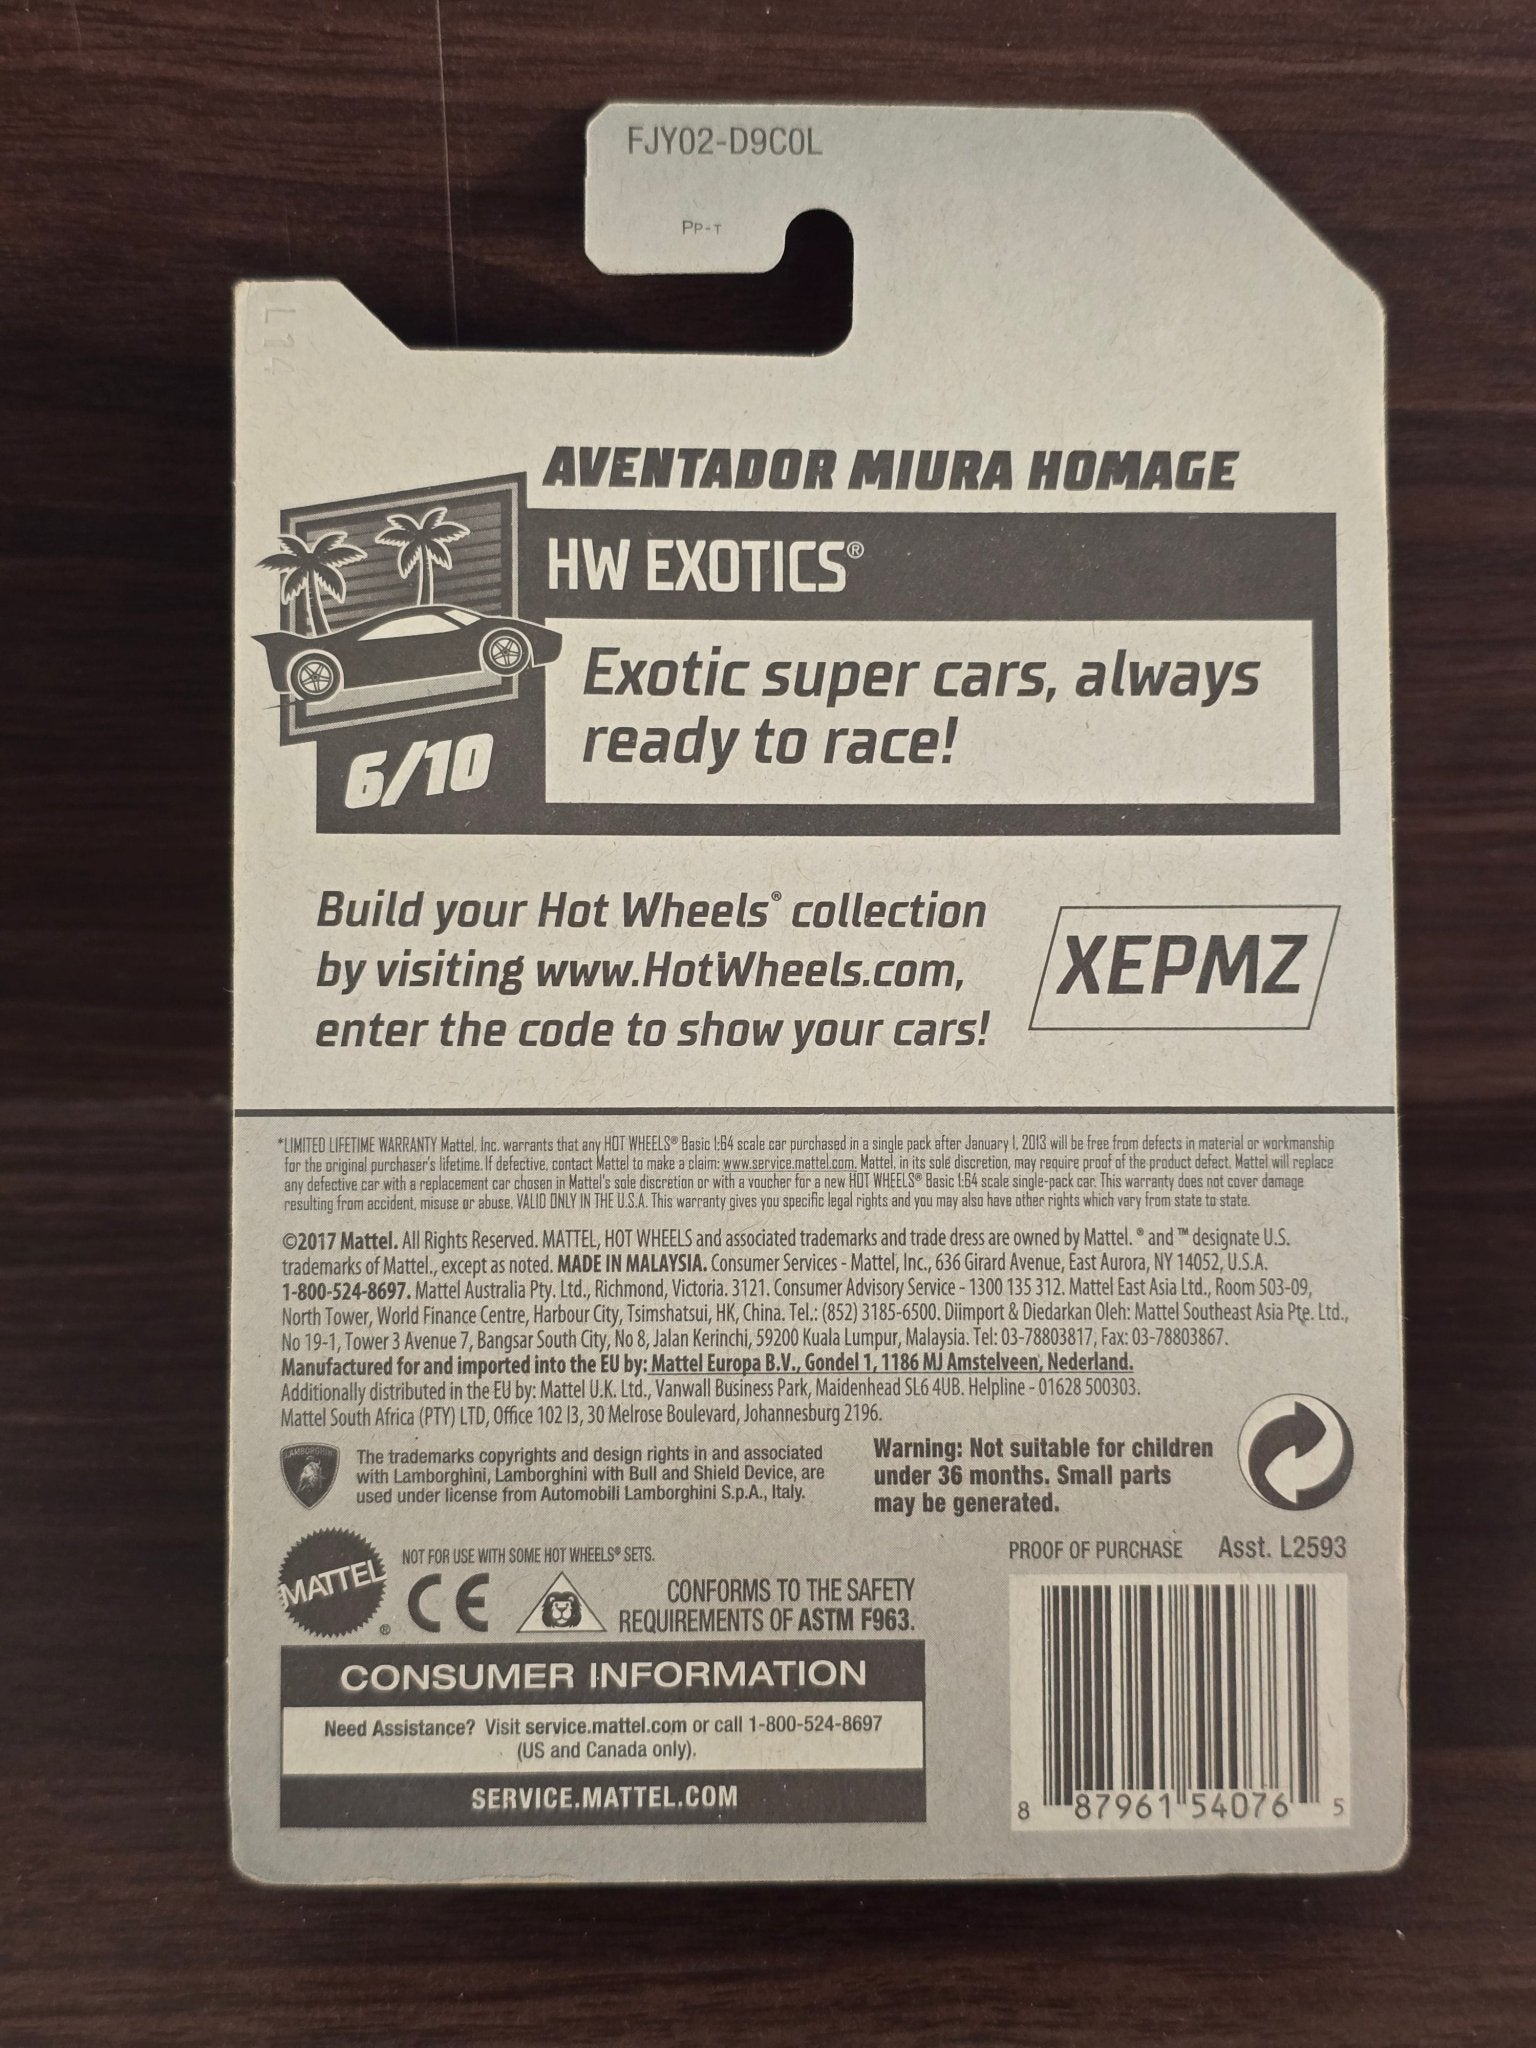 FJY02-D9C0L
PP-T
L14
AVENTADOR MIURA HOMAGE
HW EXOTICS®
Exotic super cars, always
ready to race!
6/10
Build your Hot Wheels® collection
by visiting www.HotWheels.com,
enter the code to show your cars!
XEPMZ
*LIMITED LIFETIME WARRANTY Mattel, Inc. warrants that any HOT WHEELS® Basic 1:64 scale car purchased in a single pack after January 1, 2013 will be free from defects in material or workmanship
for the original purchaser's lifetime. If defective, contact Mattel to make a claim: www.service.mattel.com. Mattel, in its sole discretion, may require proof of the product defect. Mattel will replace
any defective car with a replacement car chosen in Mattel's sole discretion or with a voucher for a new HOT WHEELS® Basic 1:64 scale single-pack car. This warranty does not cover damage
resulting from accident, misuse or abuse. VALID ONLY IN THE U.S.A. This warranty gives you specific legal rights and you may also have other rights which vary from state to state.
©2017 Mattel. All Rights Reserved. MATTEL, HOT WHEELS and associated trademarks and trade dress are owned by Mattel. ® and ™ designate U.S.
trademarks of Mattel., except as noted. MADE IN MALAYSIA. Consumer Services - Mattel, Inc., 636 Girard Avenue, East Aurora, NY 14052, U.S.A.
1-800-524-8697. Mattel Australia Pty. Ltd., Richmond, Victoria. 3121. Consumer Advisory Service - 1300 135 312. Mattel East Asia Ltd., Room 503-09,
North Tower, World Finance Centre, Harbour City, Tsimshatsui, HK, China. Tel.: (852) 3185-6500. Diimport & Diedarkan Oleh: Mattel Southeast Asia Pte. Ltd.,
No 19-1, Tower 3 Avenue 7, Bangsar South City, No 8, Jalan Kerinchi, 59200 Kuala Lumpur, Malaysia. Tel: 03-78803817, Fax: 03-78803867.
Manufactured for and imported into the EU by: Mattel Europa B.V., Gondel 1, 1186 MJ Amstelveen, Nederland.
Additionally distributed in the EU by: Mattel U.K. Ltd., Vanwall Business Park, Maidenhead SL6 4UB. Helpline - 01628 500303.
Mattel South Africa (PTY) LTD, Office 102 I3, 30 Melrose Boulevard, Johannesburg 2196.
LAMBORGHINI
The trademarks copyrights and design rights in and associated
with Lamborghini, Lamborghini with Bull and Shield Device, are
used under license from Automobili Lamborghini S.p.A., Italy.
Warning: Not suitable for children
under 36 months. Small parts
may be generated.
MATTEL®
NOT FOR USE WITH SOME HOT WHEELS® SETS.
CE
CONFORMS TO THE SAFETY
REQUIREMENTS OF ASTM F963.
PROOF OF PURCHASE Asst. L2593
CONSUMER INFORMATION
Need Assistance? Visit service.mattel.com or call 1-800-524-8697
(US and Canada only).
SERVICE.MATTEL.COM
8 87961 54076 5